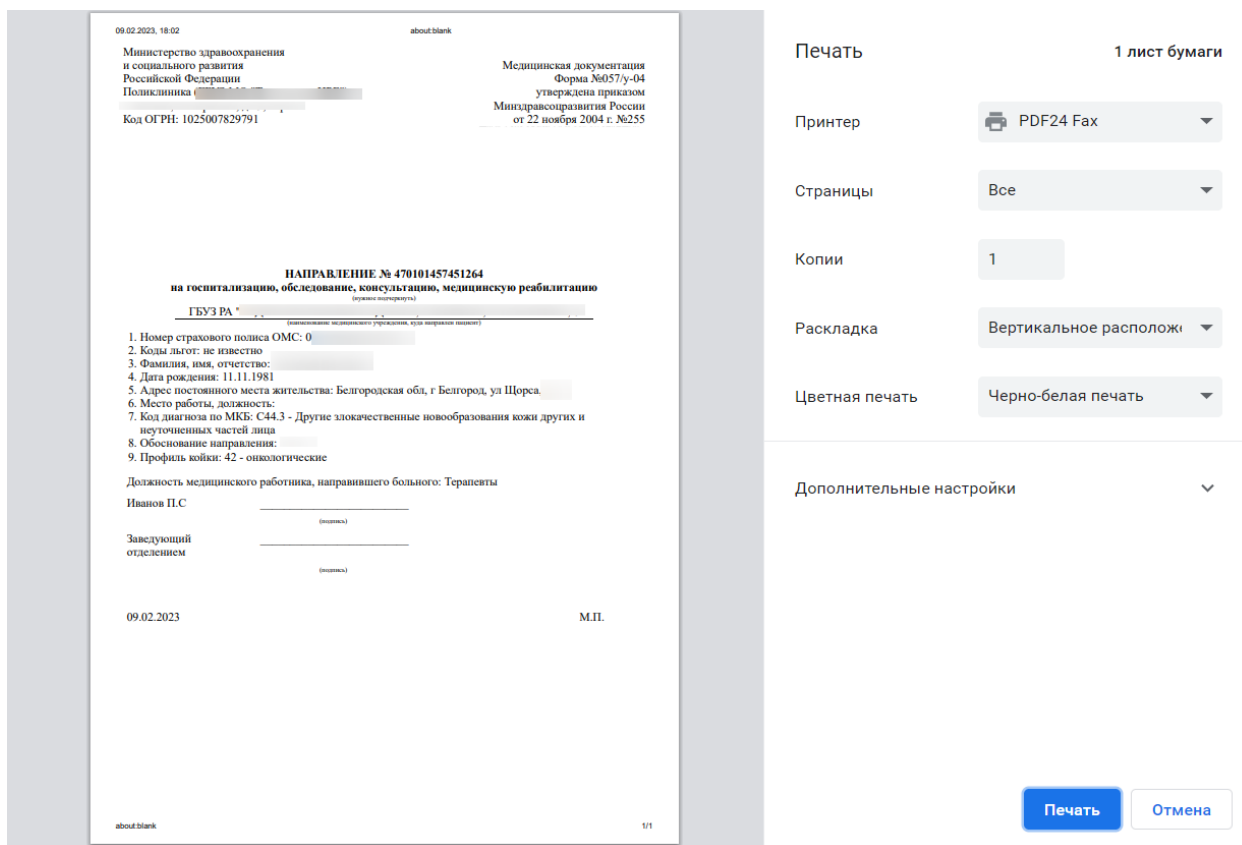 09.02.2023, 18:02
about:blank
Министерство здравоохранения
и социального развития
Российской Федерации
Поликлиника
Код ОГРН: 1025007829791
Медицинская документация
Форма №057/у-04
утверждена приказом
Минздравсоцразвития России
от 22 ноября 2004 г. №255
НАПРАВЛЕНИЕ № 470101457451264
на госпитализацию, обследование, консультацию, медицинскую реабилитацию
(нужное подчеркнуть)
ГБУЗ РА "
(наименование медицинского учреждения, куда направлен пациент)
1. Номер страхового полиса ОМС: 0
2. Коды льгот: не известно
3. Фамилия, имя, отчетство:
4. Дата рождения: 11.11.1981
5. Адрес постоянного места жительства: Белгородская обл, г Белгород, ул Щорса,
6. Место работы, должность:
7. Код диагноза по МКБ: C44.3 - Другие злокачественные новообразования кожи других и
неуточненных частей лица
8. Обоснование направления:
9. Профиль койки: 42 - онкологические
Должность медицинского работника, направившего больного: Терапевты
Иванов П.С
(подпись)
Заведующий
отделением
(подпись)
09.02.2023
М.П.
about:blank
1/1
Печать
1 лист бумаги
Принтер
PDF24 Fax
Страницы
Все
Копии
1
Раскладка
Вертикальное располож
Цветная печать
Черно-белая печать
Дополнительные настройки
Печать
Отмена